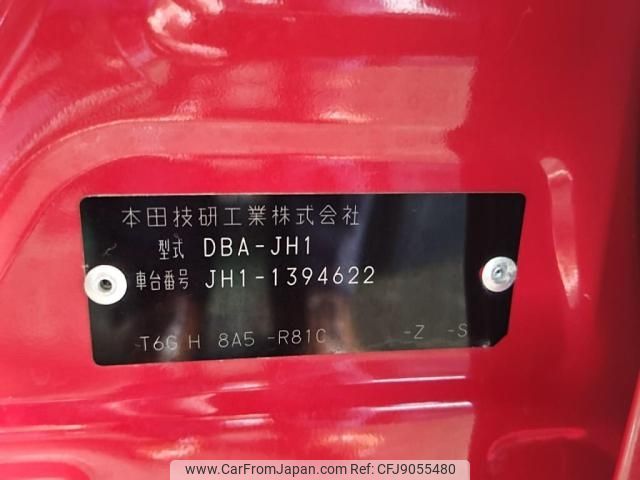 本田技研工業株式会社
型式 DBA-JH1
車台番号 JH1-1394622
T6G H 8A5 -R81C -Z -S
www.CarFromJapan.com | © CarFromJapan | CFJ9055480